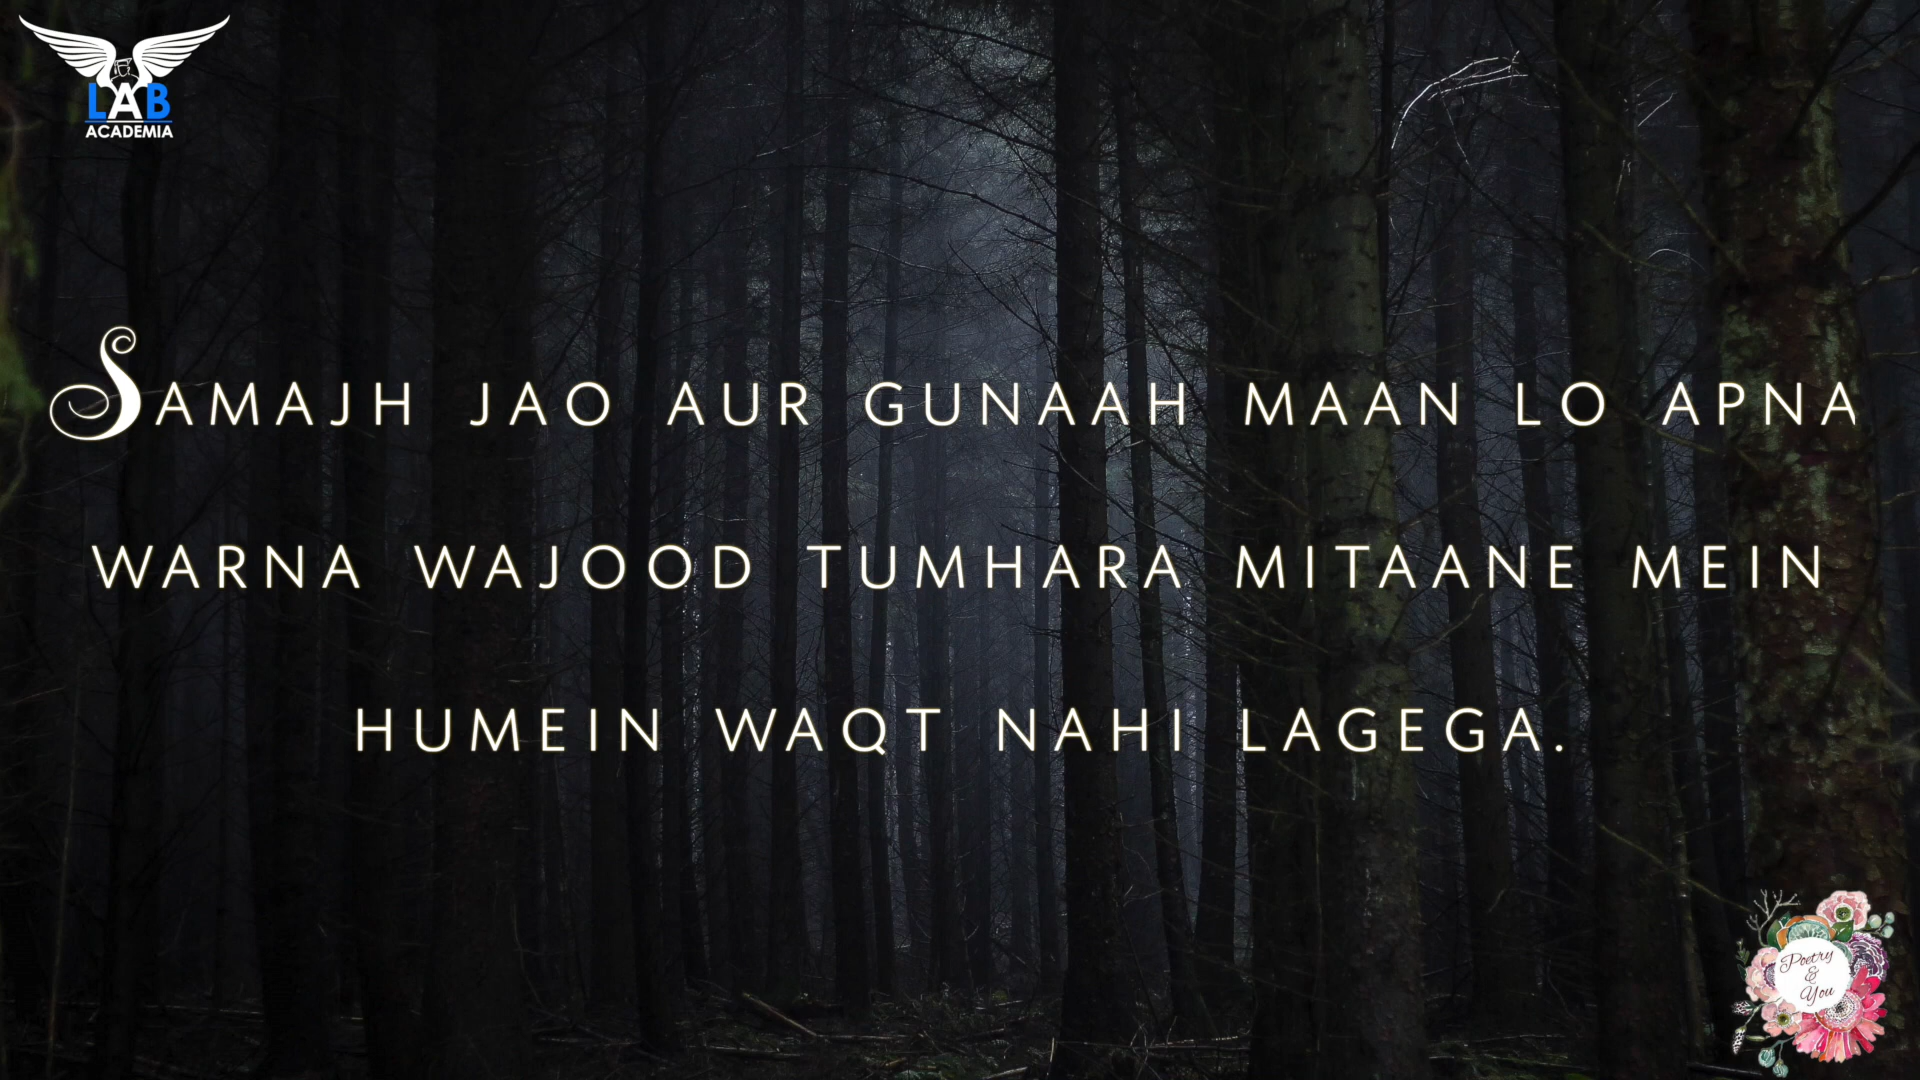 LAB
ACADEMIA
SAMAJH JAO AUR GUNAAH MAAN LO APNA
WARNA WAJOOD TUMHARA MITAANE MEIN
HUMEIN WAQT NAHI LAGEGA.
Poetry
&
You